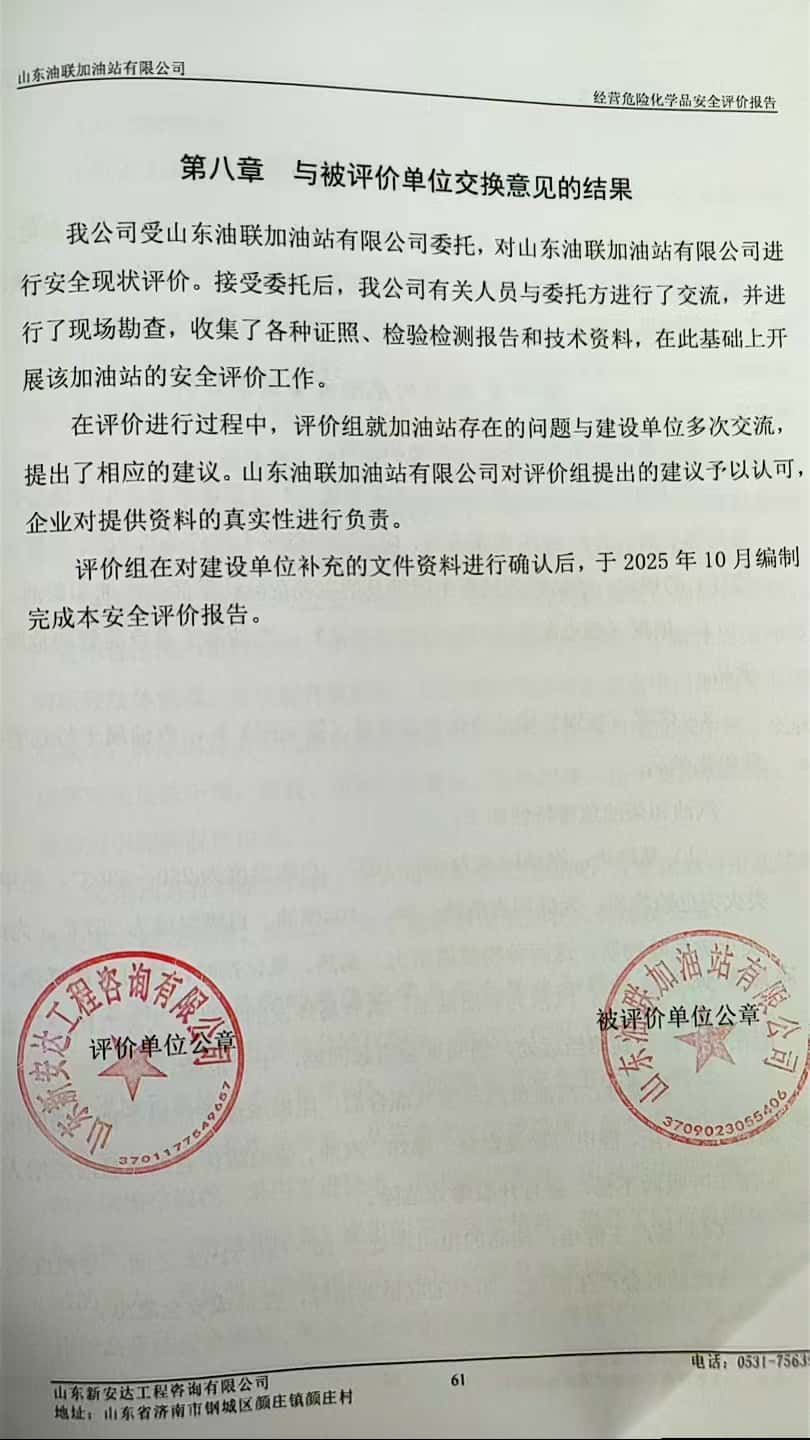 山东油联加油站有限公司
经营危险化学品安全评价报告
第八章 与被评价单位交换意见的结果
我公司受山东油联加油站有限公司委托，对山东油联加油站有限公司进
行安全现状评价。接受委托后，我公司有关人员与委托方进行了交流，并进
行了现场勘查，收集了各种证照、检验检测报告和技术资料，在此基础上开
展该加油站的安全评价工作。
在评价进行过程中，评价组就加油站存在的问题与建设单位多次交流，
提出了相应的建议。山东油联加油站有限公司对评价组提出的建议予以认可，
企业对提供资料的真实性进行负责。
评价组在对建设单位补充的文件资料进行确认后，于 2025 年 10 月编制
完成本安全评价报告。
山东新安达工程咨询有限公司
评价单位公章
3701177549657
山东油联加油站有限公司
被评价单位公章
3709023055406
山东新安达工程咨询有限公司
地址：山东省济南市钢城区颜庄镇颜庄村
61
电话：0531-7563